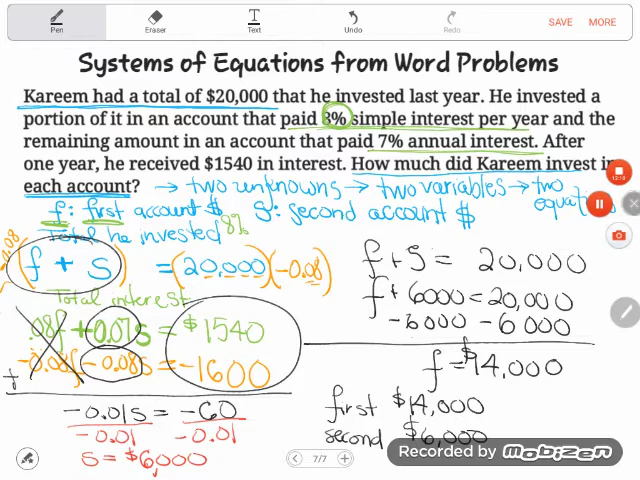 Pen
Eraser
Text
Undo
Redo
SAVE
MORE
Systems of Equations from Word Problems
Kareem had a total of $20,000 that he invested last year. He invested a
portion of it in an account that paid 8% simple interest per year and the
remaining amount in an account that paid 7% annual interest. After
one year, he received $1540 in interest. How much did Kareem invest in
each account? → two unknowns → two variables → two
equations
f: first account $ S: second account $
8%
Total he invested
-0.08 (f + S) = (20,000)(-0.08)
Total interest
.08f + 0.07s = $1540
+ -0.08f - 0.08s = -1600
-0.01s = -60
-0.01 -0.01
s = $6,000
f + S = 20,000
f + 6000 = 20,000
-6000 -6000
f = $14,000
first $14,000
second $6,000
7/7
12:18
Recorded by Mobizen